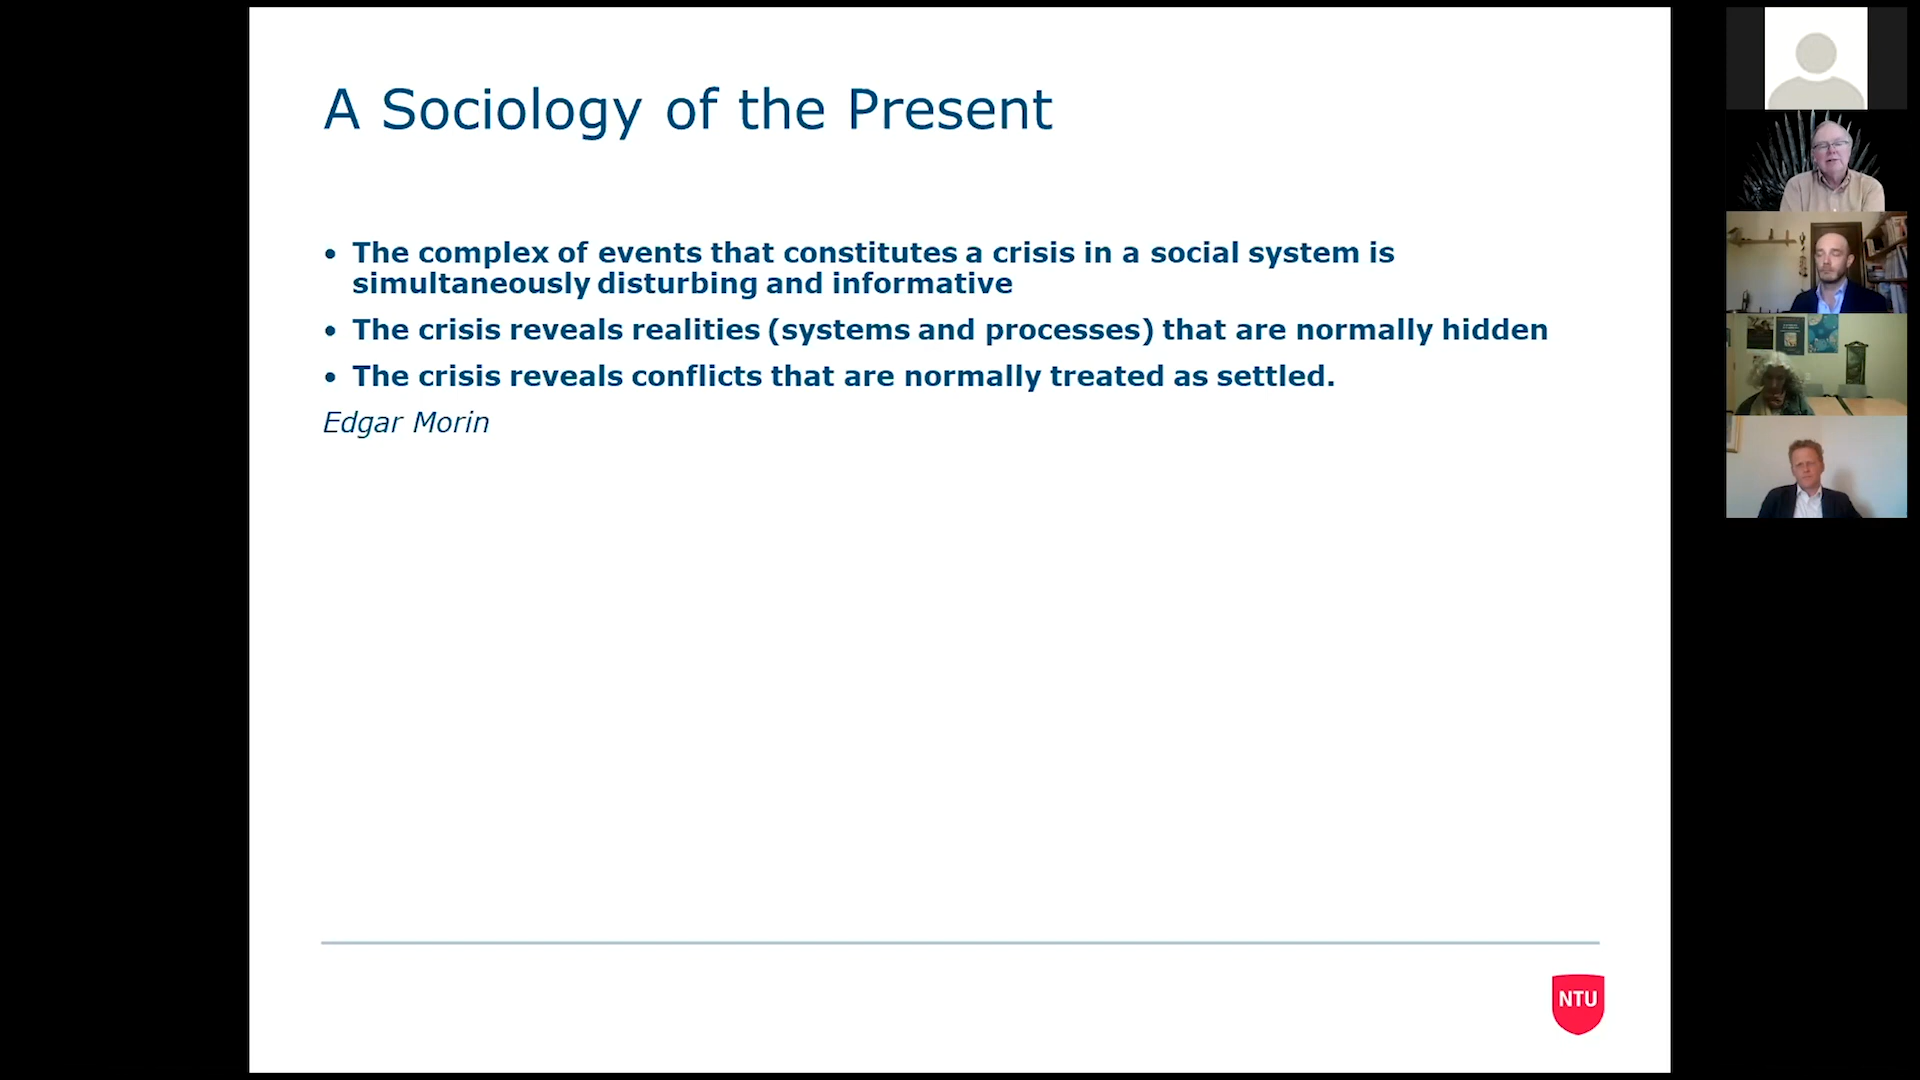 A Sociology of the Present
• The complex of events that constitutes a crisis in a social system is
simultaneously disturbing and informative
• The crisis reveals realities (systems and processes) that are normally hidden
• The crisis reveals conflicts that are normally treated as settled.
Edgar Morin
NTU